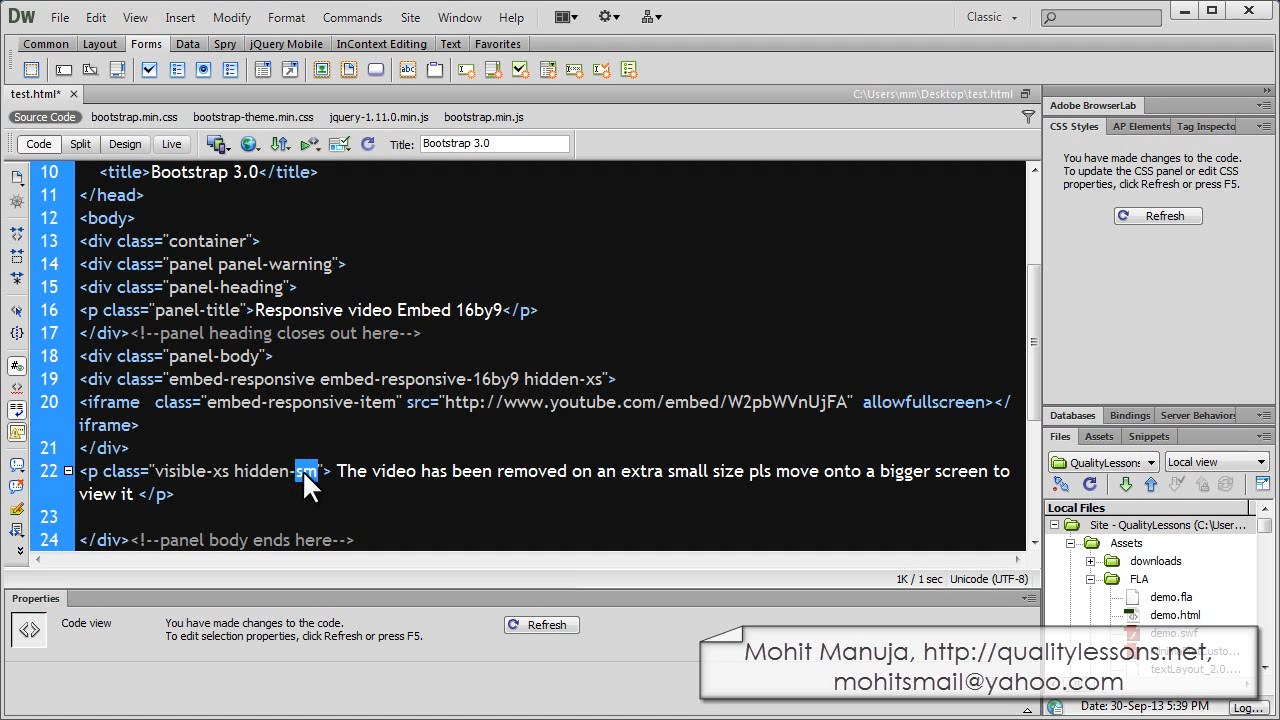 Dw File Edit View Insert Modify Format Commands Site Window Help Classic
Common Layout Forms Data Spry jQuery Mobile InContext Editing Text Favorites
abc
test.html* C:\Users\mm\Desktop\test.html
Source Code bootstrap.min.css bootstrap-theme.min.css jquery-1.11.0.min.js bootstrap.min.js
Code Split Design Live Title: Bootstrap 3.0
10 <title>Bootstrap 3.0</title>
11 </head>
12 <body>
13 <div class="container">
14 <div class="panel panel-warning">
15 <div class="panel-heading">
16 <p class="panel-title">Responsive video Embed 16by9</p>
17 </div><!--panel heading closes out here-->
18 <div class="panel-body">
19 <div class="embed-responsive embed-responsive-16by9 hidden-xs">
20 <iframe class="embed-responsive-item" src="http://www.youtube.com/embed/W2pbWVnUjFA" allowfullscreen></
iframe>
21 </div>
22 <p class="visible-xs hidden-sm"> The video has been removed on an extra small size pls move onto a bigger screen to
view it </p>
23
24 </div><!--panel body ends here-->
1K / 1 sec Unicode (UTF-8)
Properties
Code view You have made changes to the code.
To edit selection properties, click Refresh or press F5.
Refresh
Adobe BrowserLab
CSS Styles AP Elements Tag Inspecto
You have made changes to the code.
To update the CSS panel or edit CSS
properties, click Refresh or press F5.
Refresh
Databases Bindings Server Behaviors
Files Assets Snippets
QualityLessons Local view
Local Files
Site - QualityLessons (C:\User...
Assets
downloads
FLA
demo.fla
demo.html
demo.swf
textLayout_2.0.
Date: 30-Sep-13 5:39 PM Log...
Mohit Manuja, http://qualitylessons.net,
mohitsmail@yahoo.com